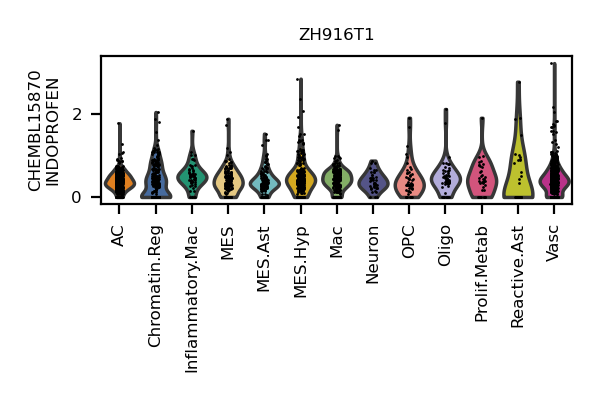 ZH916T1
CHEMBL15870
INDOPROFEN
2
0
AC
Chromatin.Reg
Inflammatory.Mac
MES
MES.Ast
MES.Hyp
Mac
Neuron
OPC
Oligo
Prolif.Metab
Reactive.Ast
Vasc